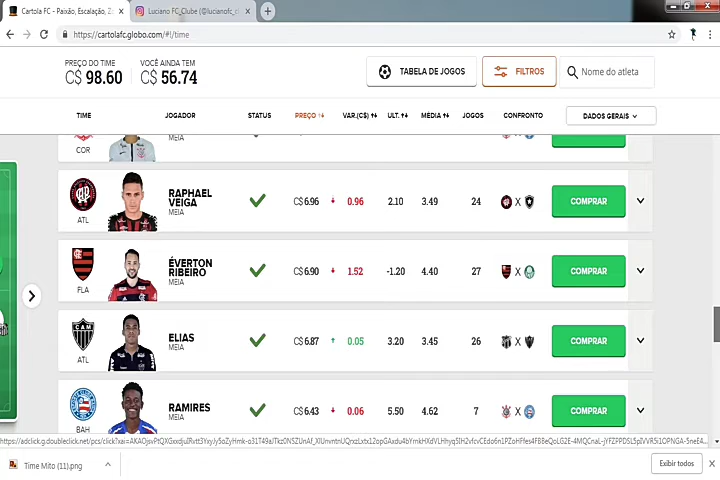 Cartola FC - Paixão, Escalação, Z
Luciano FC_Clube (@lucianofc_cl
https://cartolafc.globo.com/#!/time
PREÇO DO TIME
C$ 98.60
VOCÊ AINDA TEM
C$ 56.74
TABELA DE JOGOS
FILTROS
Nome do atleta
TIME JOGADOR STATUS PREÇO VAR.(C$) ULT. MÉDIA JOGOS CONFRONTO DADOS GERAIS
COR MEIA
ATL RAPHAEL VEIGA MEIA C$ 6.96 0.96 2.10 3.49 24 X COMPRAR
FLA ÉVERTON RIBEIRO MEIA C$ 6.90 1.52 -1.20 4.40 27 X COMPRAR
CAM
ATL ELIAS MEIA C$ 6.87 0.05 3.20 3.45 26 X COMPRAR
BAH RAMIRES MEIA C$ 6.43 0.06 5.50 4.62 7 X COMPRAR
Time Mito (11).png
Exibir todos